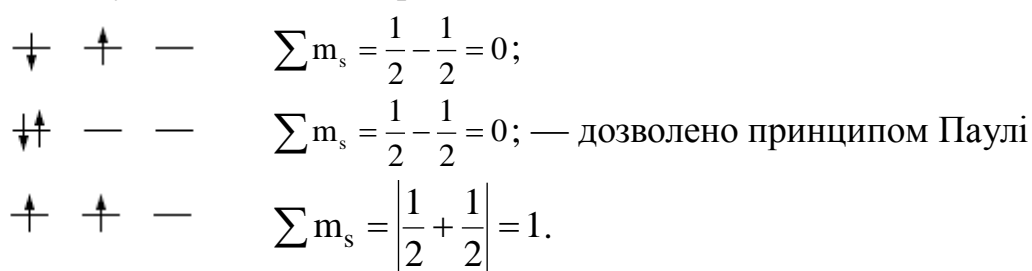 ∑ m_s = 1/2 − 1/2 = 0;
∑ m_s = 1/2 − 1/2 = 0; — дозволено принципом Паулі
∑ m_s = |1/2 + 1/2| = 1.